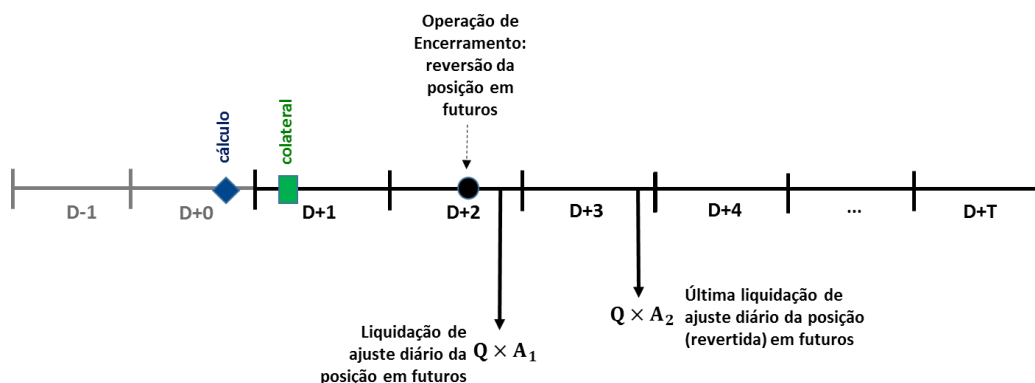 Operação de
Encerramento:
reversão da
posição em
futuros
cálculo
colateral
D-1
D+0
D+1
D+2
D+3
D+4
...
D+T
Liquidação de
ajuste diário da
posição em futuros
Q × A₁
Q × A₂
Última liquidação de
ajuste diário da posição
(revertida) em futuros